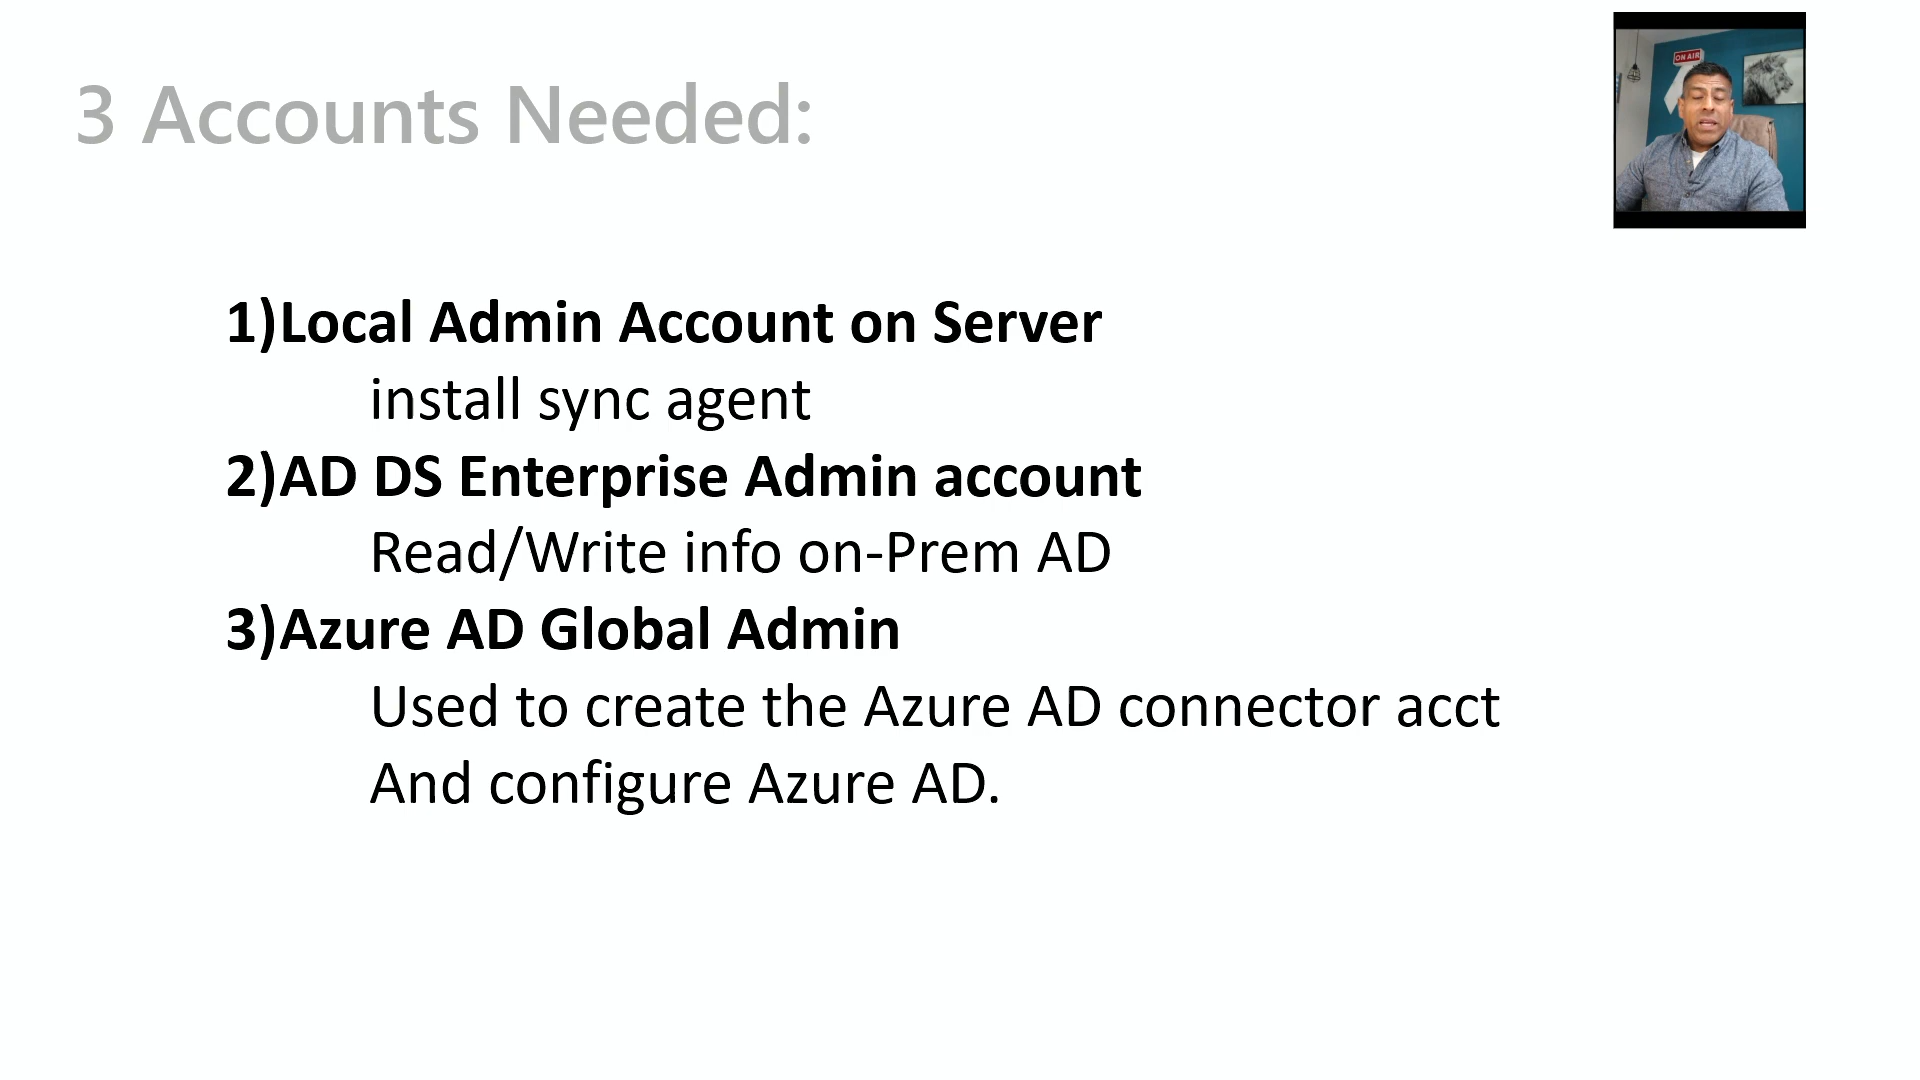 3 Accounts Needed:
ON AIR
1)Local Admin Account on Server
install sync agent
2)AD DS Enterprise Admin account
Read/Write info on-Prem AD
3)Azure AD Global Admin
Used to create the Azure AD connector acct
And configure Azure AD.